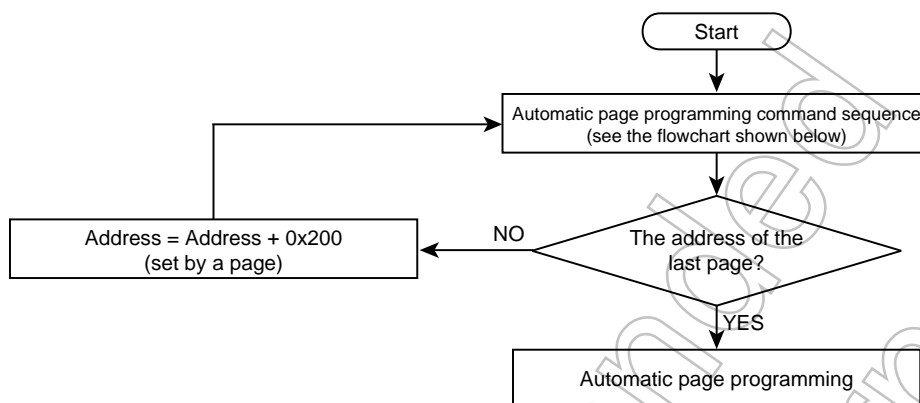 Start
Automatic page programming command sequence
(see the flowchart shown below)
Address = Address + 0x200
(set by a page)
NO
The address of the
last page?
YES
Automatic page programming